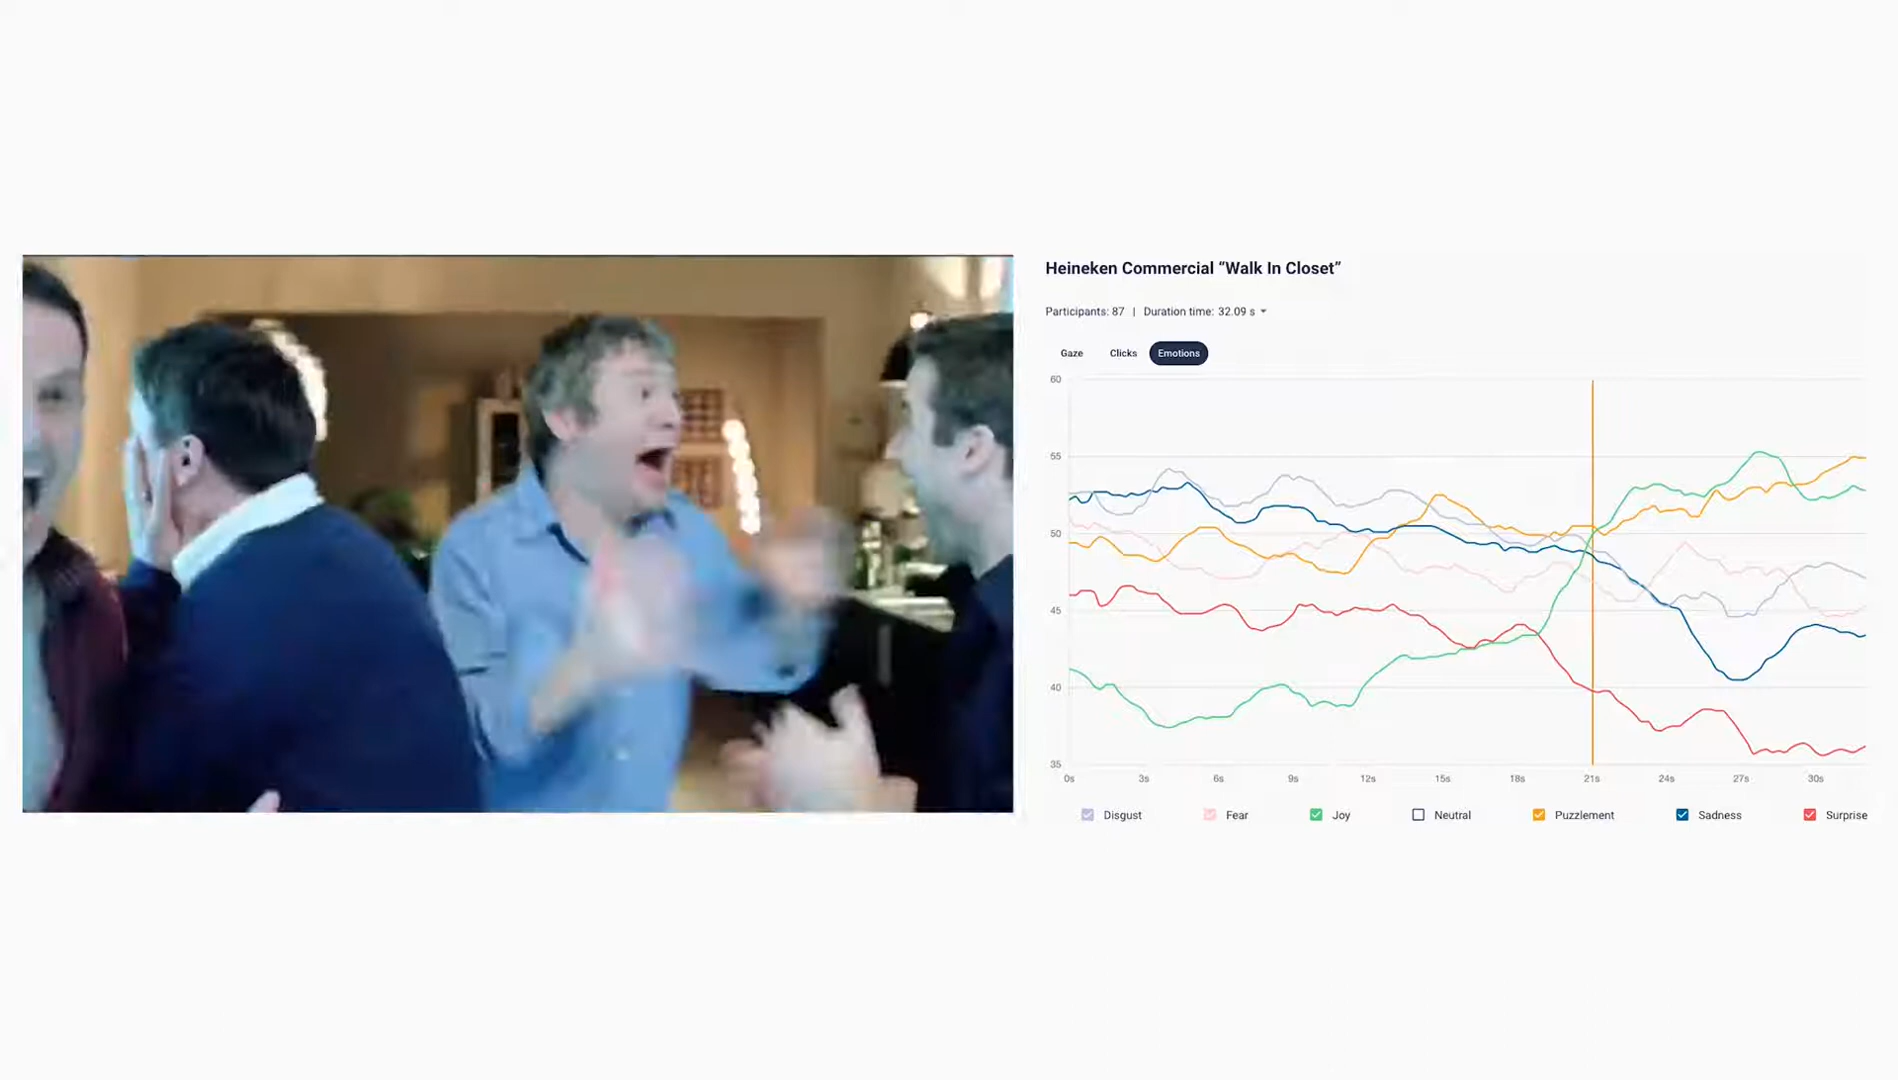 Heineken Commercial “Walk In Closet”
Participants: 87 | Duration time: 32.09 s
Gaze Clicks Emotions
60
55
50
45
40
35
0s 3s 6s 9s 12s 15s 18s 21s 24s 27s 30s
Disgust Fear Joy Neutral Puzzlement Sadness Surprise